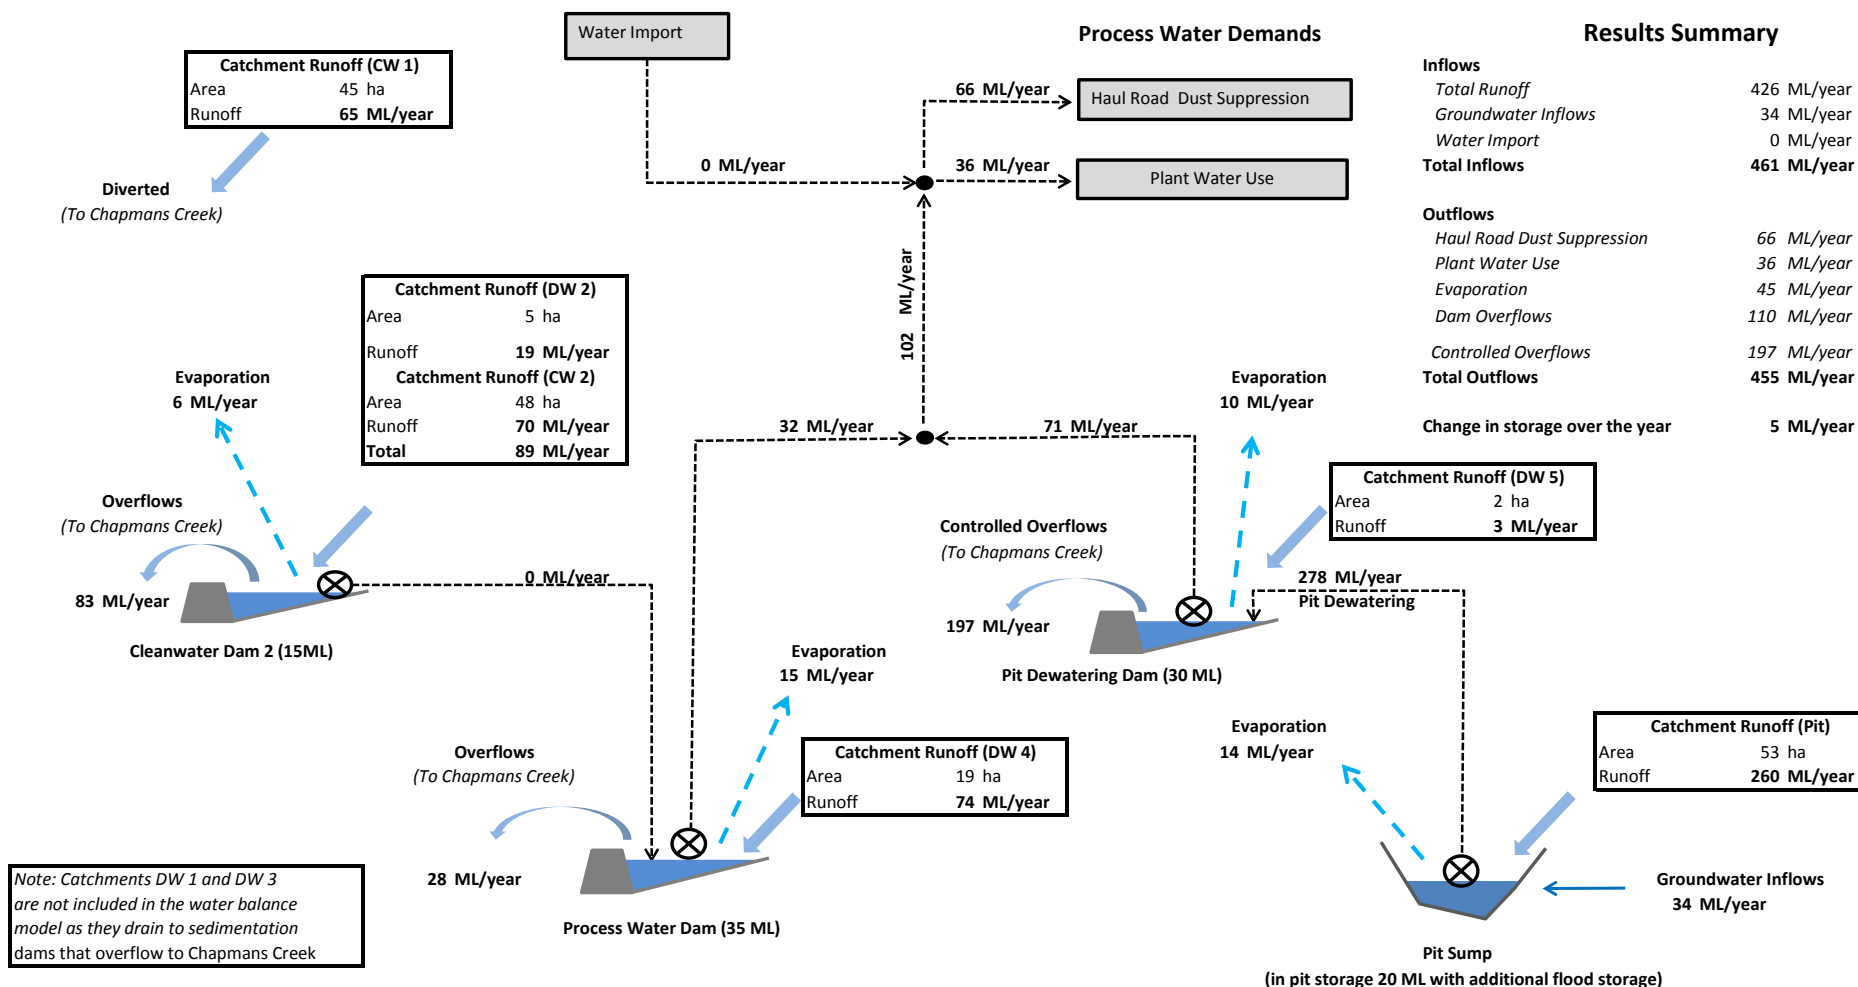 Water Import
Process Water Demands
Results Summary
Catchment Runoff (CW 1)
Area 45 ha
Runoff 65 ML/year
Diverted
(To Chapmans Creek)
66 ML/year
Haul Road Dust Suppression
0 ML/year
36 ML/year
Plant Water Use
102 ML/year
Inflows
Total Runoff 426 ML/year
Groundwater Inflows 34 ML/year
Water Import 0 ML/year
Total Inflows 461 ML/year
Outflows
Haul Road Dust Suppression 66 ML/year
Plant Water Use 36 ML/year
Evaporation 45 ML/year
Dam Overflows 110 ML/year
Controlled Overflows 197 ML/year
Total Outflows 455 ML/year
Change in storage over the year 5 ML/year
Catchment Runoff (DW 2)
Area 5 ha
Runoff 19 ML/year
Catchment Runoff (CW 2)
Area 48 ha
Runoff 70 ML/year
Total 89 ML/year
Evaporation
6 ML/year
Overflows
(To Chapmans Creek)
83 ML/year
0 ML/year
Cleanwater Dam 2 (15ML)
32 ML/year
71 ML/year
Evaporation
10 ML/year
Catchment Runoff (DW 5)
Area 2 ha
Runoff 3 ML/year
Controlled Overflows
(To Chapmans Creek)
197 ML/year
278 ML/year
Pit Dewatering
Pit Dewatering Dam (30 ML)
Evaporation
15 ML/year
Overflows
(To Chapmans Creek)
28 ML/year
Catchment Runoff (DW 4)
Area 19 ha
Runoff 74 ML/year
Process Water Dam (35 ML)
Evaporation
14 ML/year
Catchment Runoff (Pit)
Area 53 ha
Runoff 260 ML/year
Groundwater Inflows
34 ML/year
Pit Sump
(in pit storage 20 ML with additional flood storage)
Note: Catchments DW 1 and DW 3
are not included in the water balance
model as they drain to sedimentation
dams that overflow to Chapmans Creek